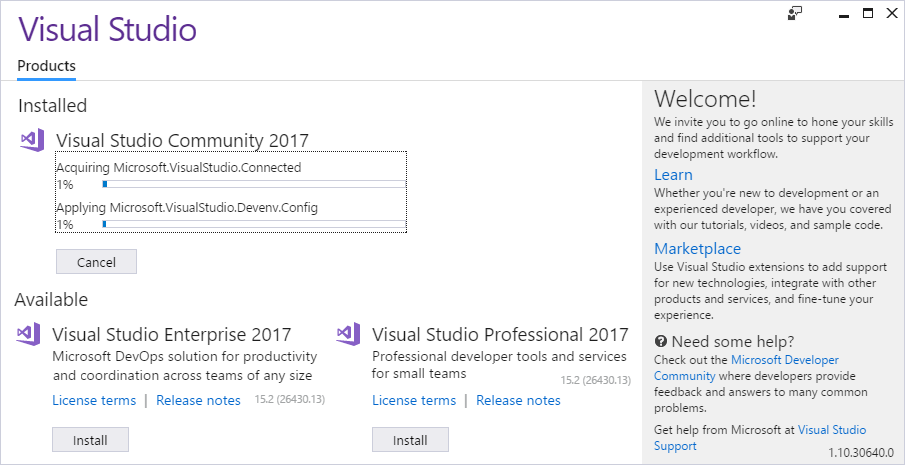 Visual Studio
Products
Installed
Visual Studio Community 2017
Acquiring Microsoft.VisualStudio.Connected
1%
Applying Microsoft.VisualStudio.Devenv.Config
1%
Cancel
Available
Visual Studio Enterprise 2017
Microsoft DevOps solution for productivity
and coordination across teams of any size
License terms | Release notes 15.2 (26430.13)
Install
Visual Studio Professional 2017
Professional developer tools and services
for small teams
15.2 (26430.13)
License terms | Release notes
Install
Welcome!
We invite you to go online to hone your skills
and find additional tools to support your
development workflow.
Learn
Whether you're new to development or an
experienced developer, we have you covered
with our tutorials, videos, and sample code.
Marketplace
Use Visual Studio extensions to add support
for new technologies, integrate with other
products and services, and fine-tune your
experience.
Need some help?
Check out the Microsoft Developer
Community where developers provide
feedback and answers to many common
problems.
Get help from Microsoft at Visual Studio
Support
1.10.30640.0